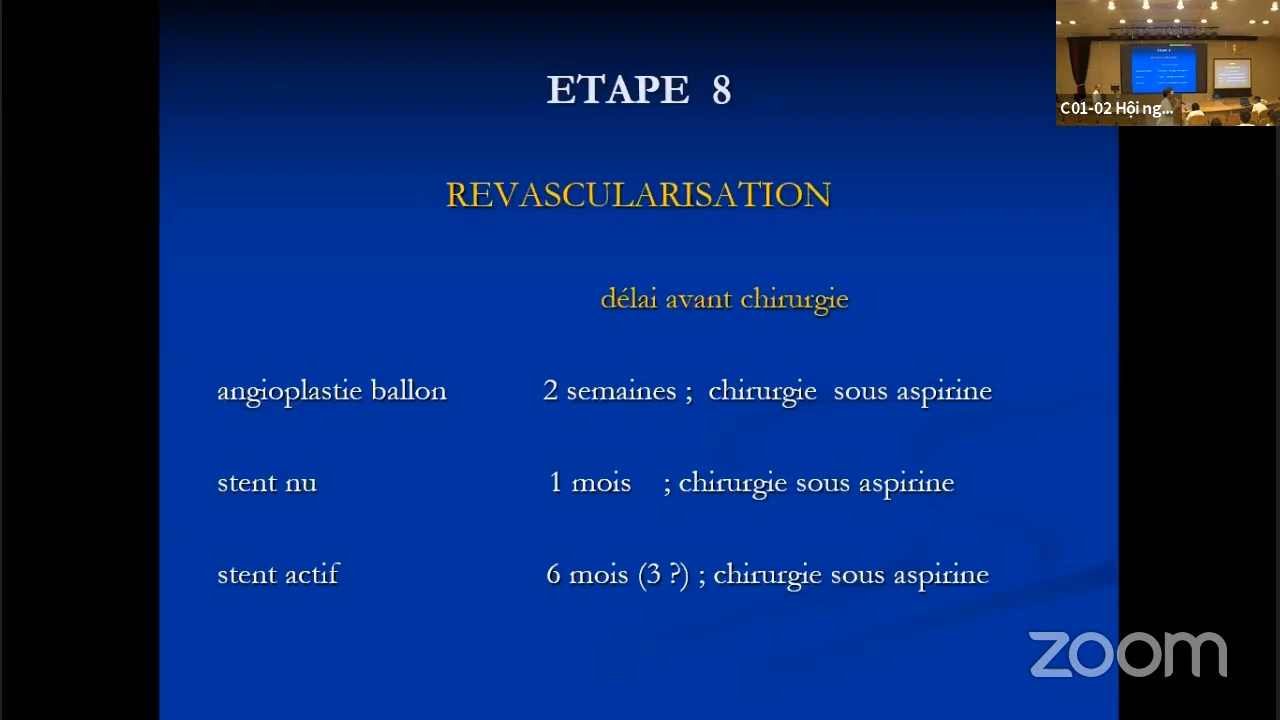 ETAPE 8
C01-02 Hội ng...
REVASCULARISATION
délai avant chirurgie
angioplastie ballon 2 semaines ; chirurgie sous aspirine
stent nu 1 mois ; chirurgie sous aspirine
stent actif 6 mois (3 ?) ; chirurgie sous aspirine
zoom